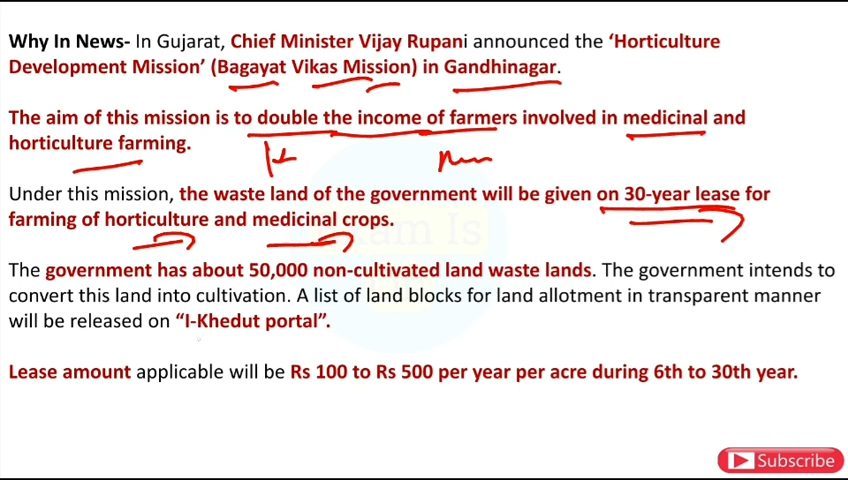 Why In News- In Gujarat, Chief Minister Vijay Rupani announced the ‘Horticulture
Development Mission’ (Bagayat Vikas Mission) in Gandhinagar.
The aim of this mission is to double the income of farmers involved in medicinal and
horticulture farming.
Under this mission, the waste land of the government will be given on 30-year lease for
farming of horticulture and medicinal crops.
The government has about 50,000 non-cultivated land waste lands. The government intends to
convert this land into cultivation. A list of land blocks for land allotment in transparent manner
will be released on “I-Khedut portal”.
Lease amount applicable will be Rs 100 to Rs 500 per year per acre during 6th to 30th year.
Subscribe